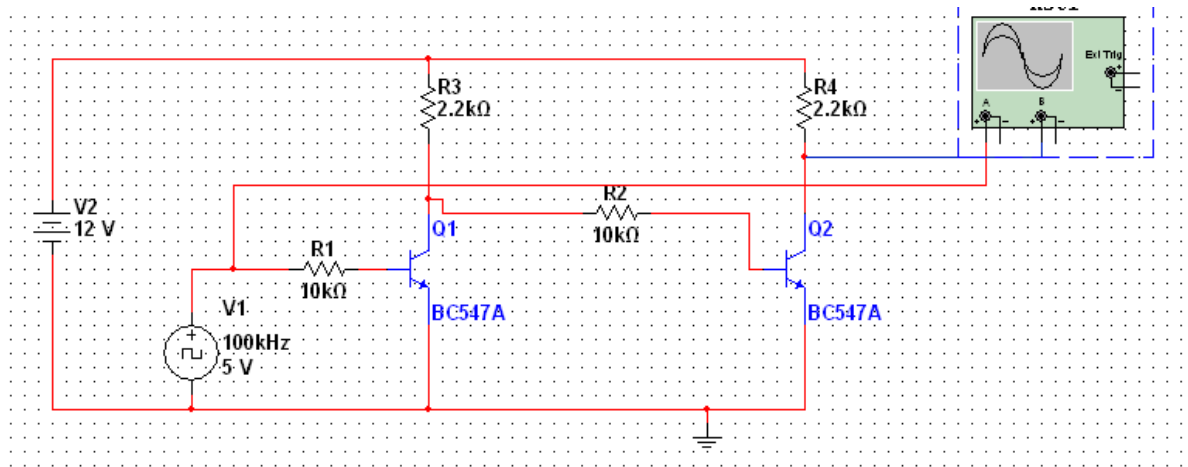 Ext Trig
+
-
A
B
+
-
+
-
R3
2.2kΩ
R4
2.2kΩ
V2
12 V
R2
10kΩ
Q1
Q2
R1
10kΩ
BC547A
BC547A
V1
+
100kHz
5 V